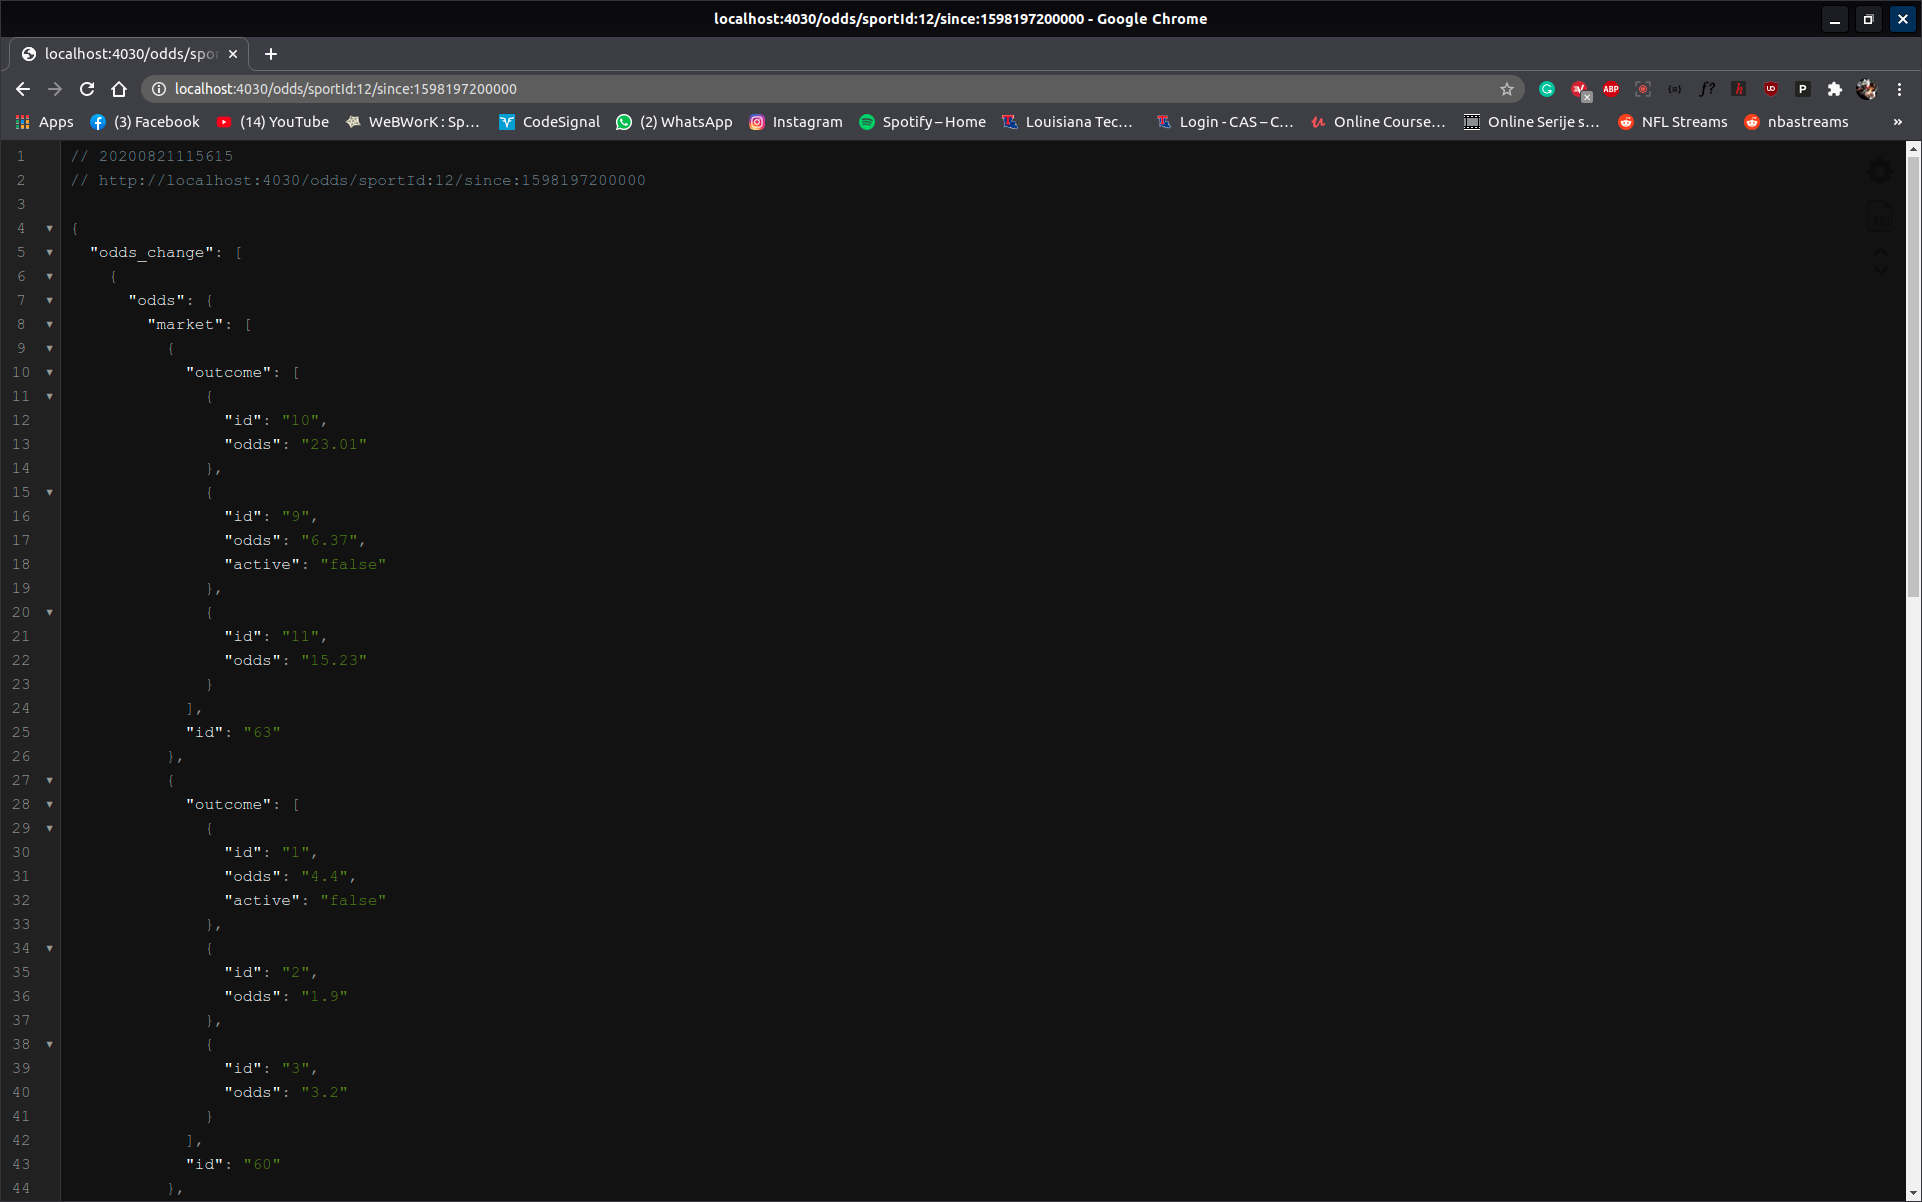 localhost:4030/odds/sportId:12/since:1598197200000 - Google Chrome
localhost:4030/odds/spor
localhost:4030/odds/sportId:12/since:1598197200000
ABP {=} f? h UD P
Apps (3) Facebook (14) YouTube WeBWorK : Sp… CodeSignal (2) WhatsApp Instagram Spotify – Home Louisiana Tec… Login - CAS – C… Online Course… Online Serije s… NFL Streams nbastreams »
1 // 20200821115615
2 // http://localhost:4030/odds/sportId:12/since:1598197200000
3
4 {
5 "odds_change": [
6 {
7 "odds": {
8 "market": [
9 {
10 "outcome": [
11 {
12 "id": "10",
13 "odds": "23.01"
14 },
15 {
16 "id": "9",
17 "odds": "6.37",
18 "active": "false"
19 },
20 {
21 "id": "11",
22 "odds": "15.23"
23 }
24 ],
25 "id": "63"
26 },
27 {
28 "outcome": [
29 {
30 "id": "1",
31 "odds": "4.4",
32 "active": "false"
33 },
34 {
35 "id": "2",
36 "odds": "1.9"
37 },
38 {
39 "id": "3",
40 "odds": "3.2"
41 }
42 ],
43 "id": "60"
44 },